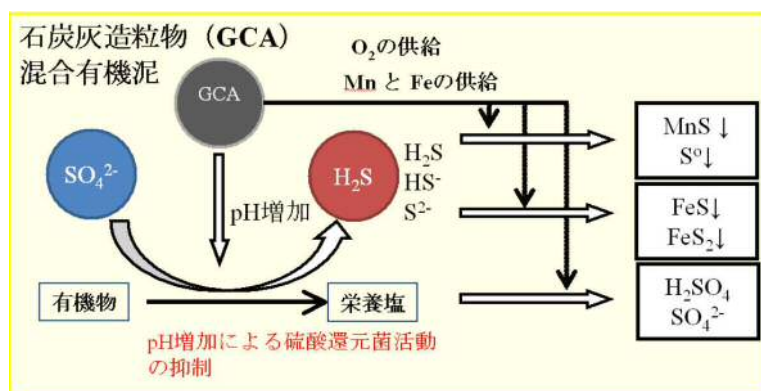 石炭灰造粒物（GCA）
混合有機泥
O₂の供給
Mn と Feの供給
GCA
SO₄²⁻
H₂S
H₂S
HS⁻
S²⁻
pH増加
MnS↓
S⁰↓
FeS↓
FeS₂↓
H₂SO₄
SO₄²⁻
有機物
栄養塩
pH増加による硫酸還元菌活動
の抑制